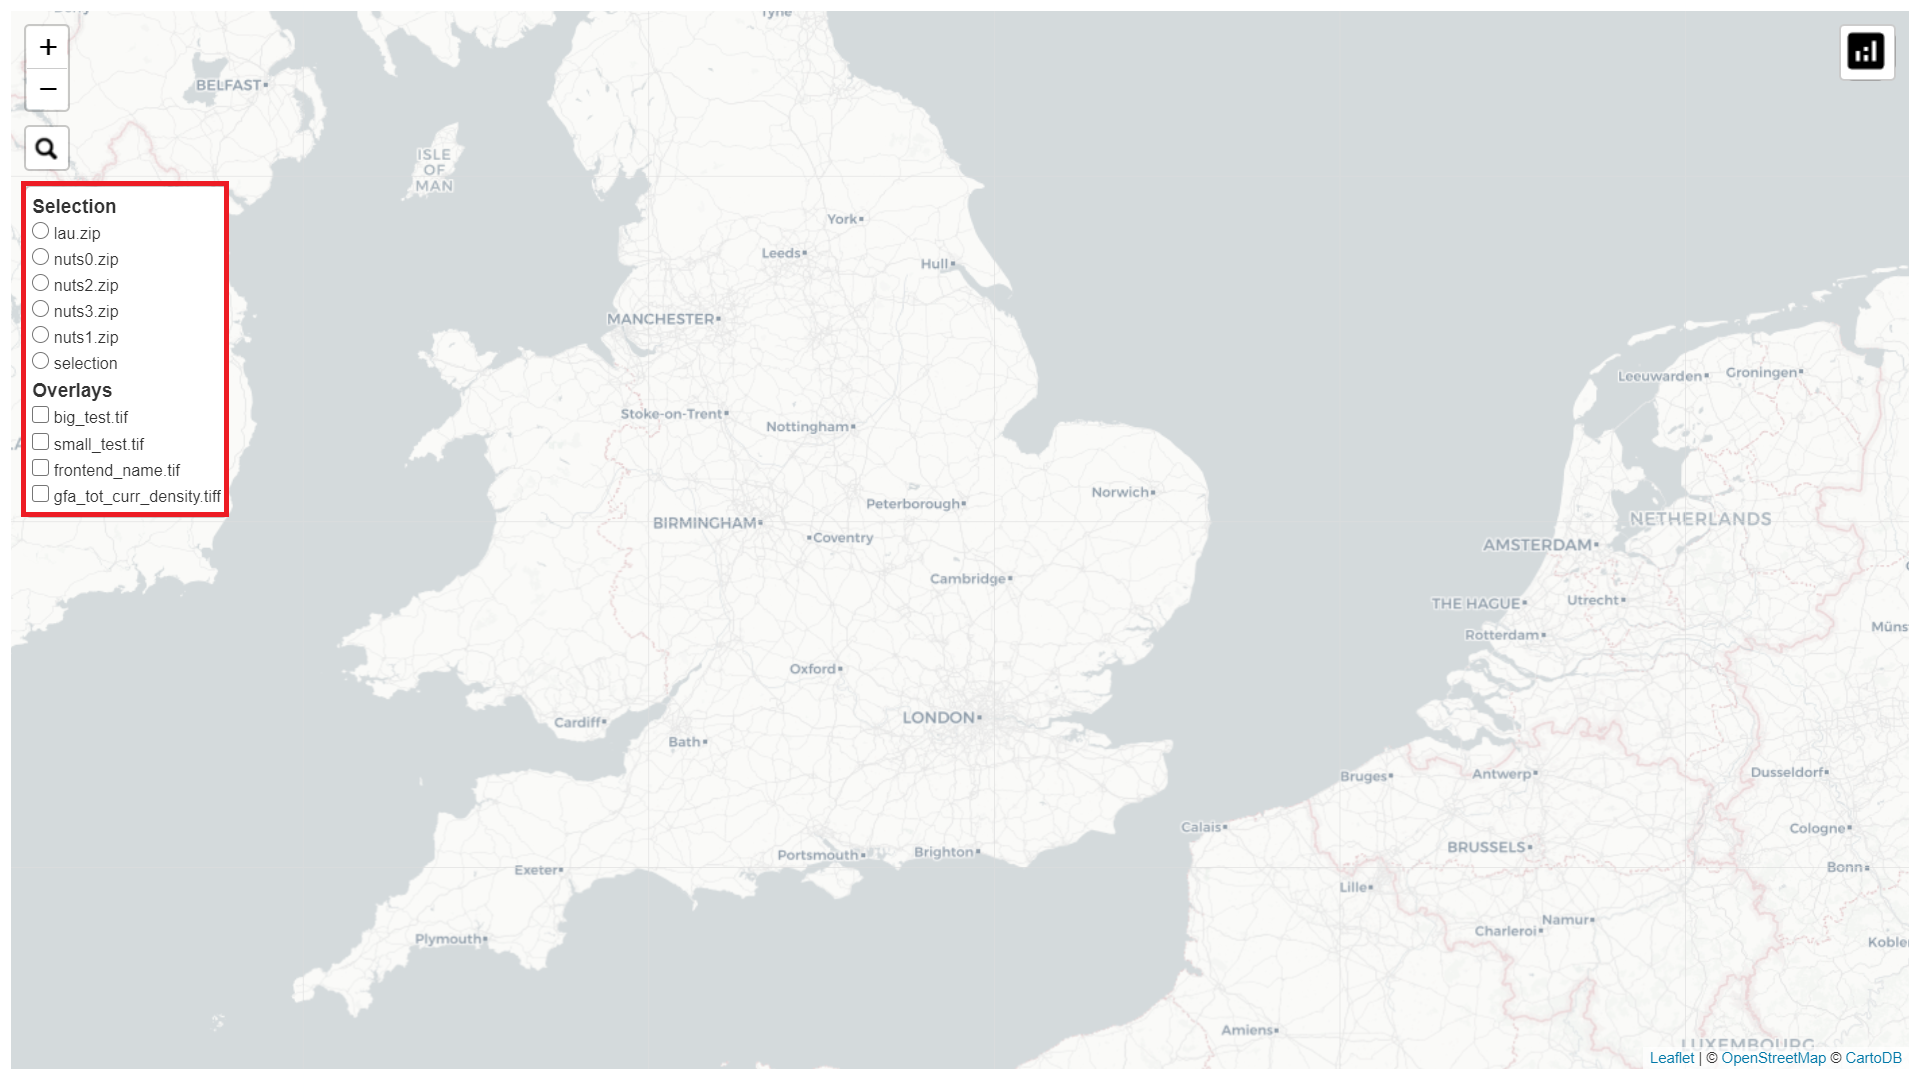 Tyne
+
−
BELFAST
ISLE
OF
MAN
Selection
lau.zip
nuts0.zip
nuts2.zip
nuts3.zip
nuts1.zip
selection
Overlays
big_test.tif
small_test.tif
frontend_name.tif
gfa_tot_curr_density.tiff
York
Leeds
Hull
MANCHESTER
Stoke-on-Trent
Nottingham
Leeuwarden
Groningen
Norwich
Peterborough
BIRMINGHAM
Coventry
NETHERLANDS
AMSTERDAM
Cambridge
THE HAGUE
Utrecht
Rotterdam
Müns
Oxford
LONDON
Cardiff
Bath
Bruges
Antwerp
Dusseldorf
Calais
Cologne
Portsmouth
Brighton
BRUSSELS
Exeter
Bonn
Lille
Namur
Charleroi
Plymouth
Koble
Amiens
LUXEMBOURG
Leaflet | © OpenStreetMap © CartoDB